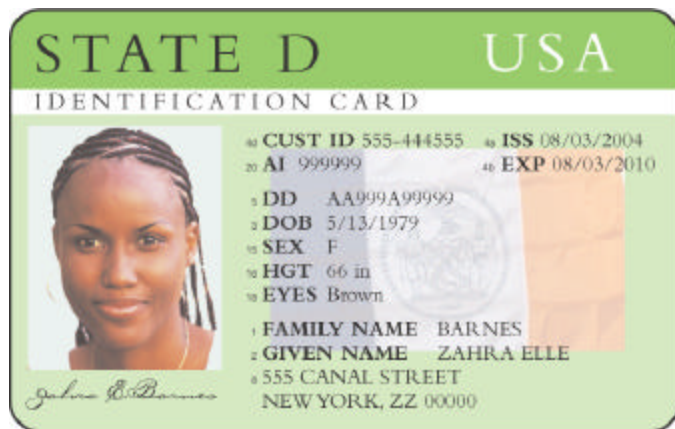 STATE D USA
IDENTIFICATION CARD
4d CUST ID 555-444555 4a ISS 08/03/2004
20 AI 999999 4b EXP 08/03/2010
5 DD AA999A99999
3 DOB 5/13/1979
15 SEX F
16 HGT 66 in
18 EYES Brown
1 FAMILY NAME BARNES
2 GIVEN NAME ZAHRA ELLE
8 555 CANAL STREET
Zahra E Barnes
NEW YORK, ZZ 00000